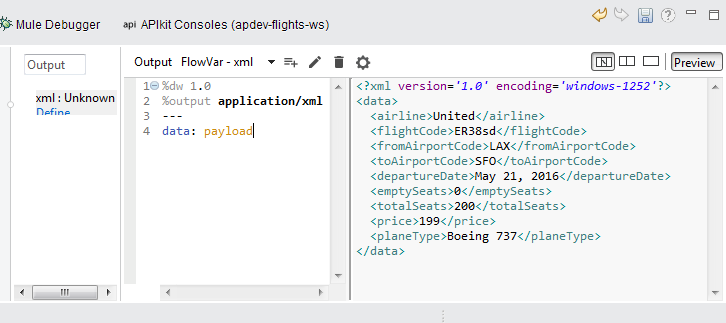 Mule Debugger api APIkit Consoles (apdev-flights-ws)
Output
xml : Unknown
Define
Output FlowVar - xml
N
Preview
1 %dw 1.0
2 %output application/xml
3 ---
4 data: payload
<?xml version='1.0' encoding='windows-1252'?>
<data>
  <airline>United</airline>
  <flightCode>ER38sd</flightCode>
  <fromAirportCode>LAX</fromAirportCode>
  <toAirportCode>SFO</toAirportCode>
  <departureDate>May 21, 2016</departureDate>
  <emptySeats>0</emptySeats>
  <totalSeats>200</totalSeats>
  <price>199</price>
  <planeType>Boeing 737</planeType>
</data>